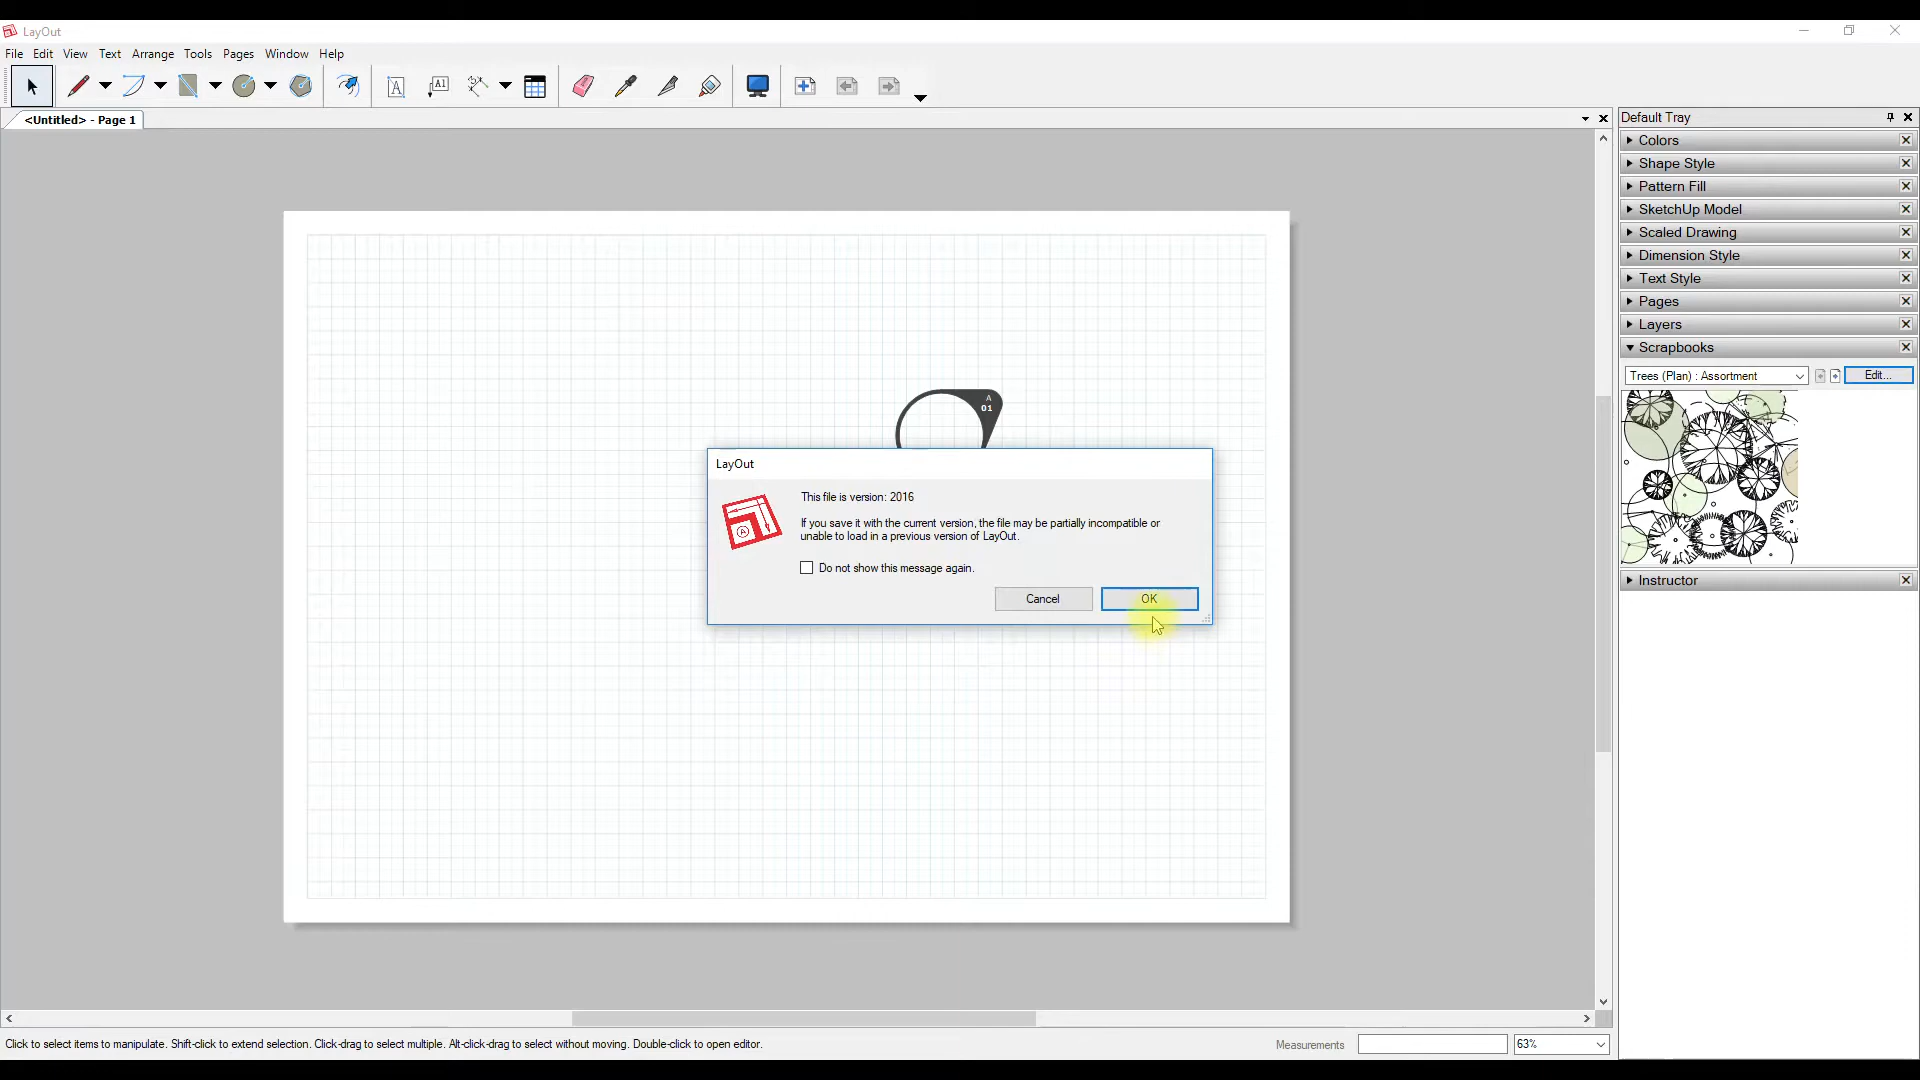 LayOut
File Edit View Text Arrange Tools Pages Window Help
<Untitled> - Page 1
Default Tray
Colors
Shape Style
Pattern Fill
SketchUp Model
Scaled Drawing
Dimension Style
Text Style
Pages
Layers
Scrapbooks
Trees (Plan) : Assortment
Edit...
Instructor
A
01
LayOut
This file is version: 2016
If you save it with the current version, the file may be partially incompatible or
unable to load in a previous version of LayOut.
Do not show this message again.
Cancel OK
Click to select items to manipulate. Shift-click to extend selection. Click-drag to select multiple. Alt-click-drag to select without moving. Double-click to open editor.
Measurements
63%